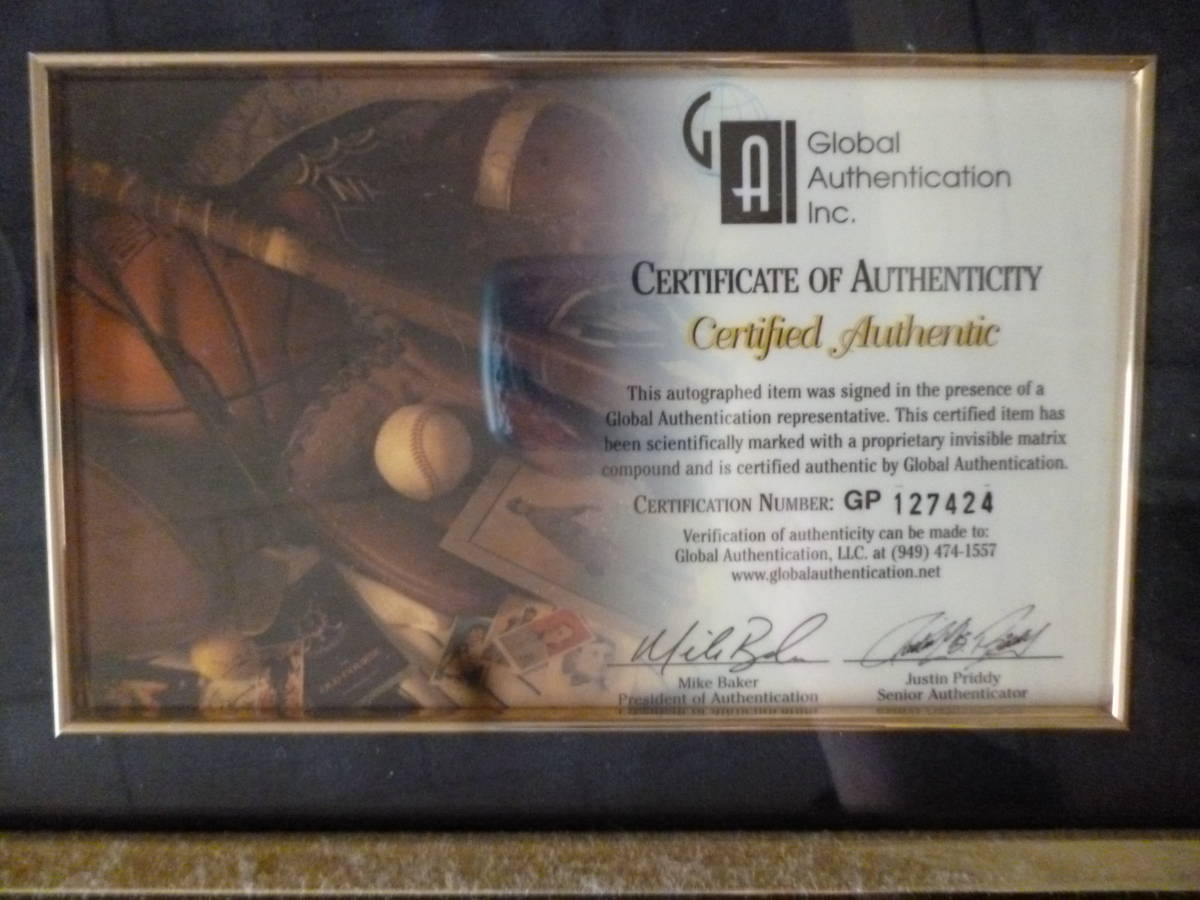 GAI
Global
Authentication
Inc.
CERTIFICATE OF AUTHENTICITY
Certified Authentic
This autographed item was signed in the presence of a
Global Authentication representative. This certified item has
been scientifically marked with a proprietary invisible matrix
compound and is certified authentic by Global Authentication.
CERTIFICATION NUMBER: GP 127424
Verification of authenticity can be made to:
Global Authentication, LLC. at (949) 474-1557
www.globalauthentication.net
Mike Baker
Mike Baker
President of Authentication
Justin Priddy
Senior Authenticator